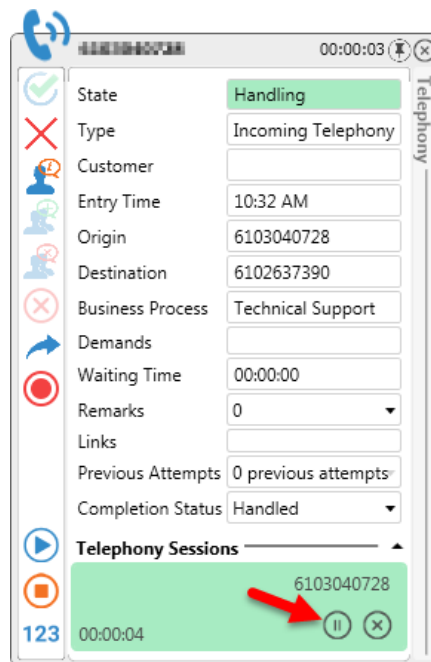 00:00:03
Telephony
State Handling
Type Incoming Telephony
Customer
Entry Time 10:32 AM
Origin 6103040728
Destination 6102637390
Business Process Technical Support
Demands
Waiting Time 00:00:00
Remarks 0
Links
Previous Attempts 0 previous attempts
Completion Status Handled
Telephony Sessions
6103040728
123 00:00:04